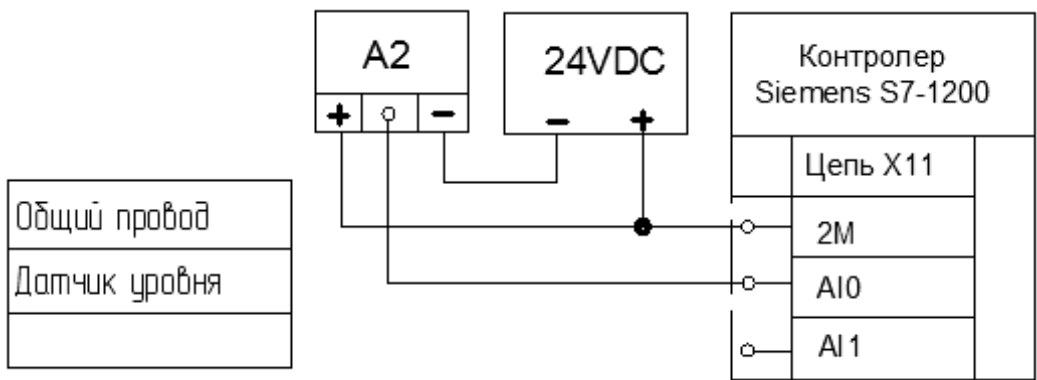 A2
+ −
24VDC
− +
Контролер
Siemens S7-1200
Цепь X11
2M
AI0
AI1
Общий провод
Датчик уровня